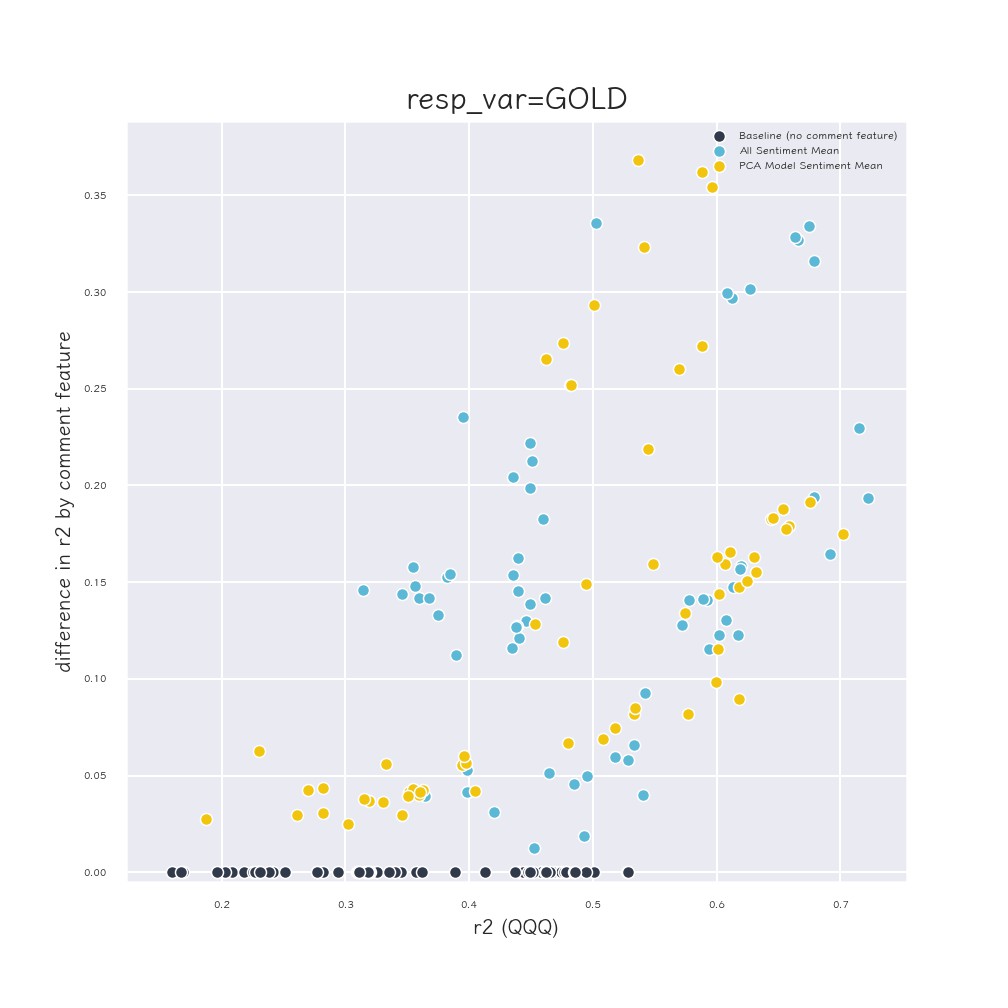 resp_var=GOLD
Baseline (no comment feature)
All Sentiment Mean
PCA Model Sentiment Mean
difference in r2 by comment feature
0.35
0.30
0.25
0.20
0.15
0.10
0.05
0.00
0.2 0.3 0.4 0.5 0.6 0.7
r2 (QQQ)